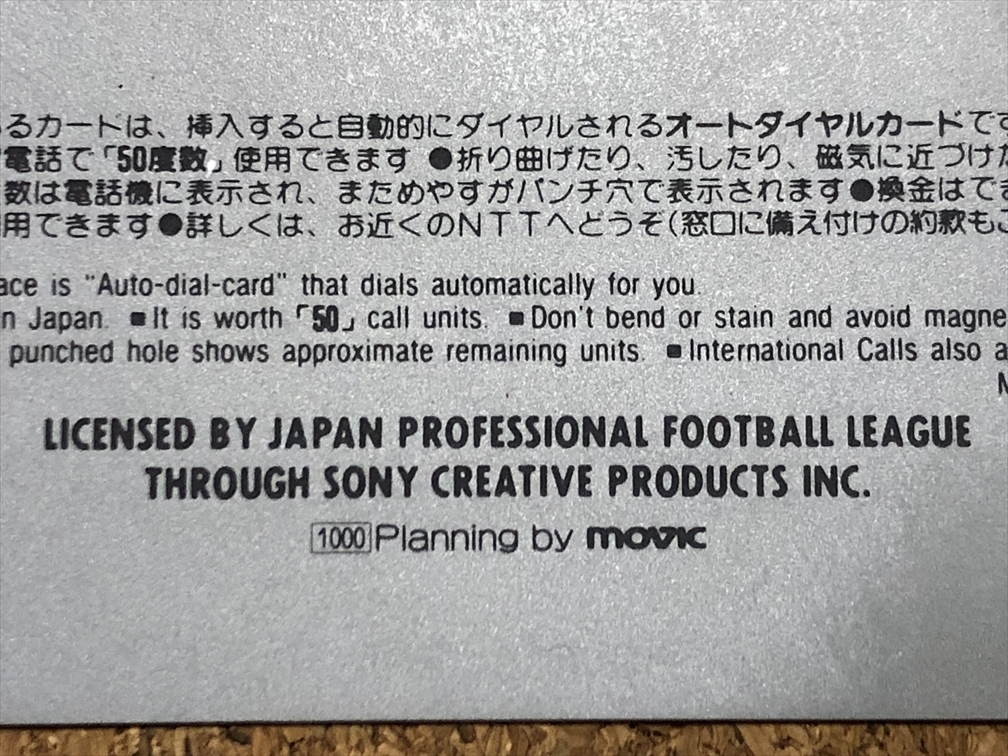 るカードは、挿入すると自動的にダイヤルされるオートダイヤルカードです
電話で「50度数」使用できます ●折り曲げたり、汚したり、磁気に近づけた
数は電話機に表示され、まためやすがパンチ穴で表示されます●換金はでき
用できます●詳しくは、お近くのNTTへどうぞ(窓口に備え付けの約款も
ace is "Auto-dial-card" that dials automatically for you.
n Japan. ■It is worth「50」call units. ■Don't bend or stain and avoid magne
punched hole shows approximate remaining units. ■International Calls also a
N
LICENSED BY JAPAN PROFESSIONAL FOOTBALL LEAGUE
THROUGH SONY CREATIVE PRODUCTS INC.
1000 Planning by movic